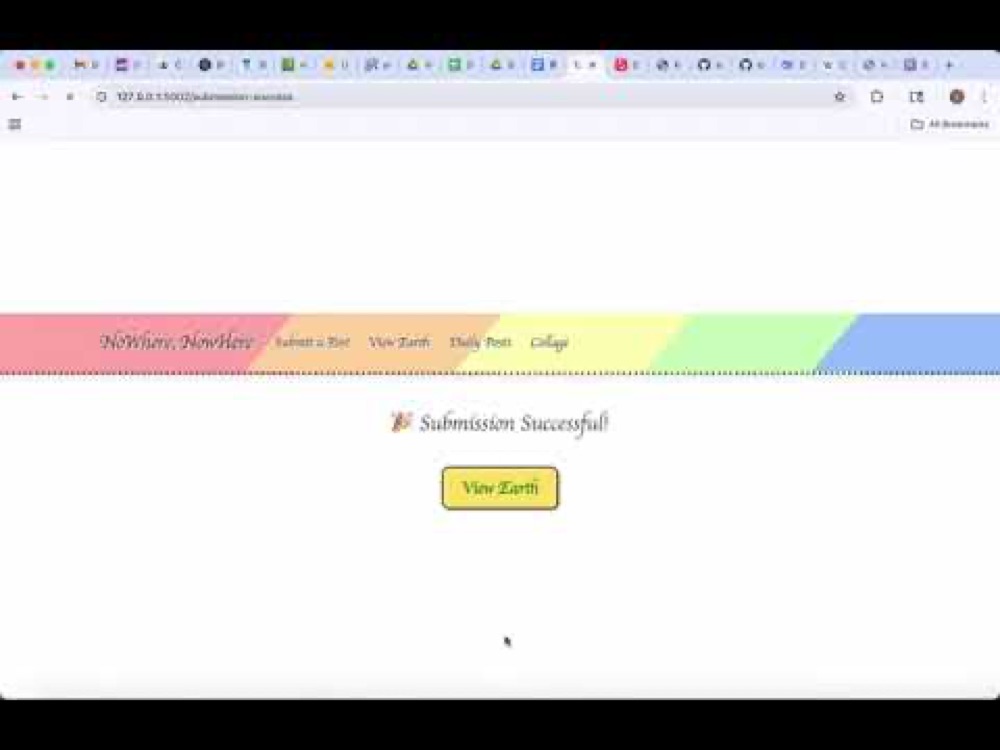 127.0.0.1:5002/submission-success
All Bookmarks
NoWhere, NowHere Submit a Post View Earth Daily Posts Collage
🎉 Submission Successful!
View Earth